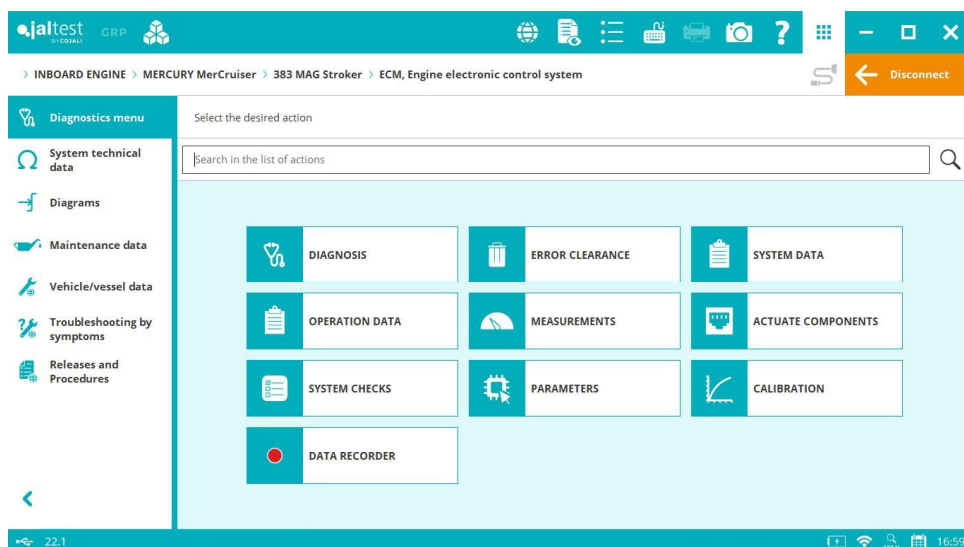 jaltest GRP
BY COJALI
?
> INBOARD ENGINE > MERCURY MerCruiser > 383 MAG Stroker > ECM, Engine electronic control system
Disconnect
Diagnostics menu
System technical
data
Diagrams
Maintenance data
Vehicle/vessel data
Troubleshooting by
symptoms
Releases and
Procedures
Select the desired action
Search in the list of actions
DIAGNOSIS
ERROR CLEARANCE
SYSTEM DATA
OPERATION DATA
MEASUREMENTS
ACTUATE COMPONENTS
SYSTEM CHECKS
PARAMETERS
CALIBRATION
DATA RECORDER
22.1
16:59